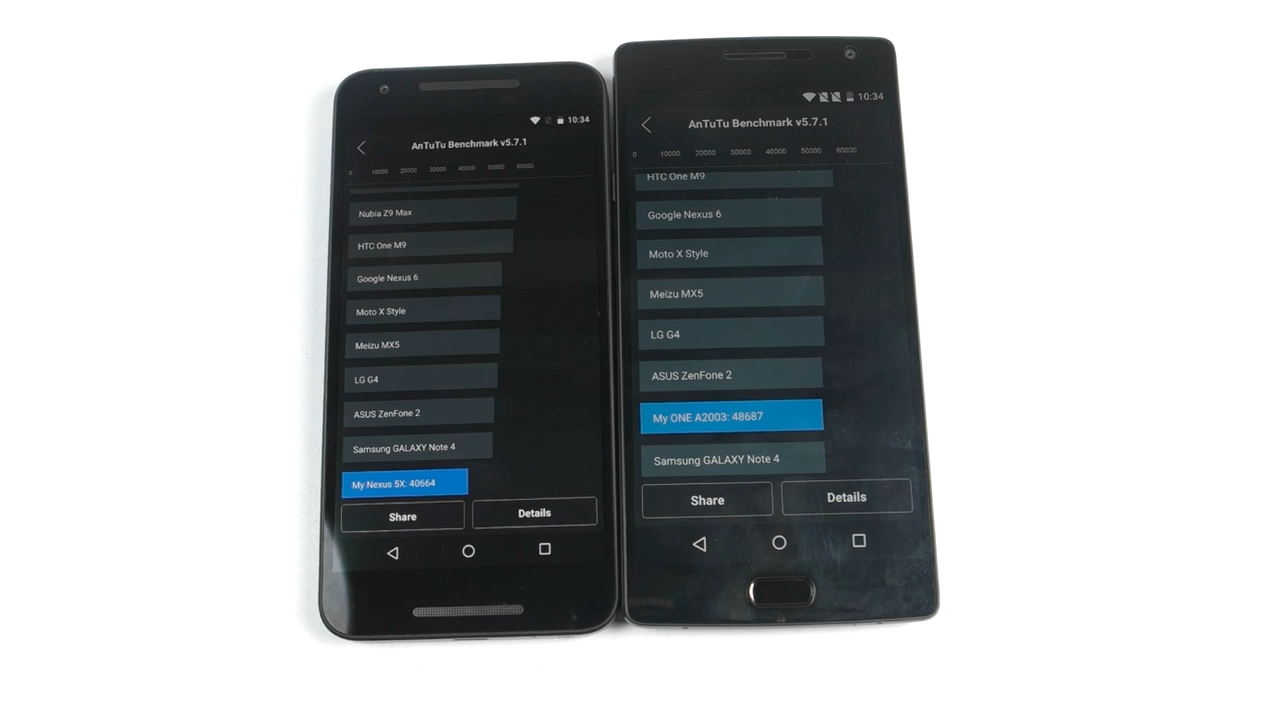 10:34
AnTuTu Benchmark v5.7.1
0 10000 20000 30000 40000 50000 60000
Nubia Z9 Max
HTC One M9
Google Nexus 6
Moto X Style
Meizu MX5
LG G4
ASUS ZenFone 2
Samsung GALAXY Note 4
My Nexus 5X: 40664
Share Details
10:34
AnTuTu Benchmark v5.7.1
0 10000 20000 30000 40000 50000 60000
HTC One M9
Google Nexus 6
Moto X Style
Meizu MX5
LG G4
ASUS ZenFone 2
My ONE A2003: 48687
Samsung GALAXY Note 4
Share Details